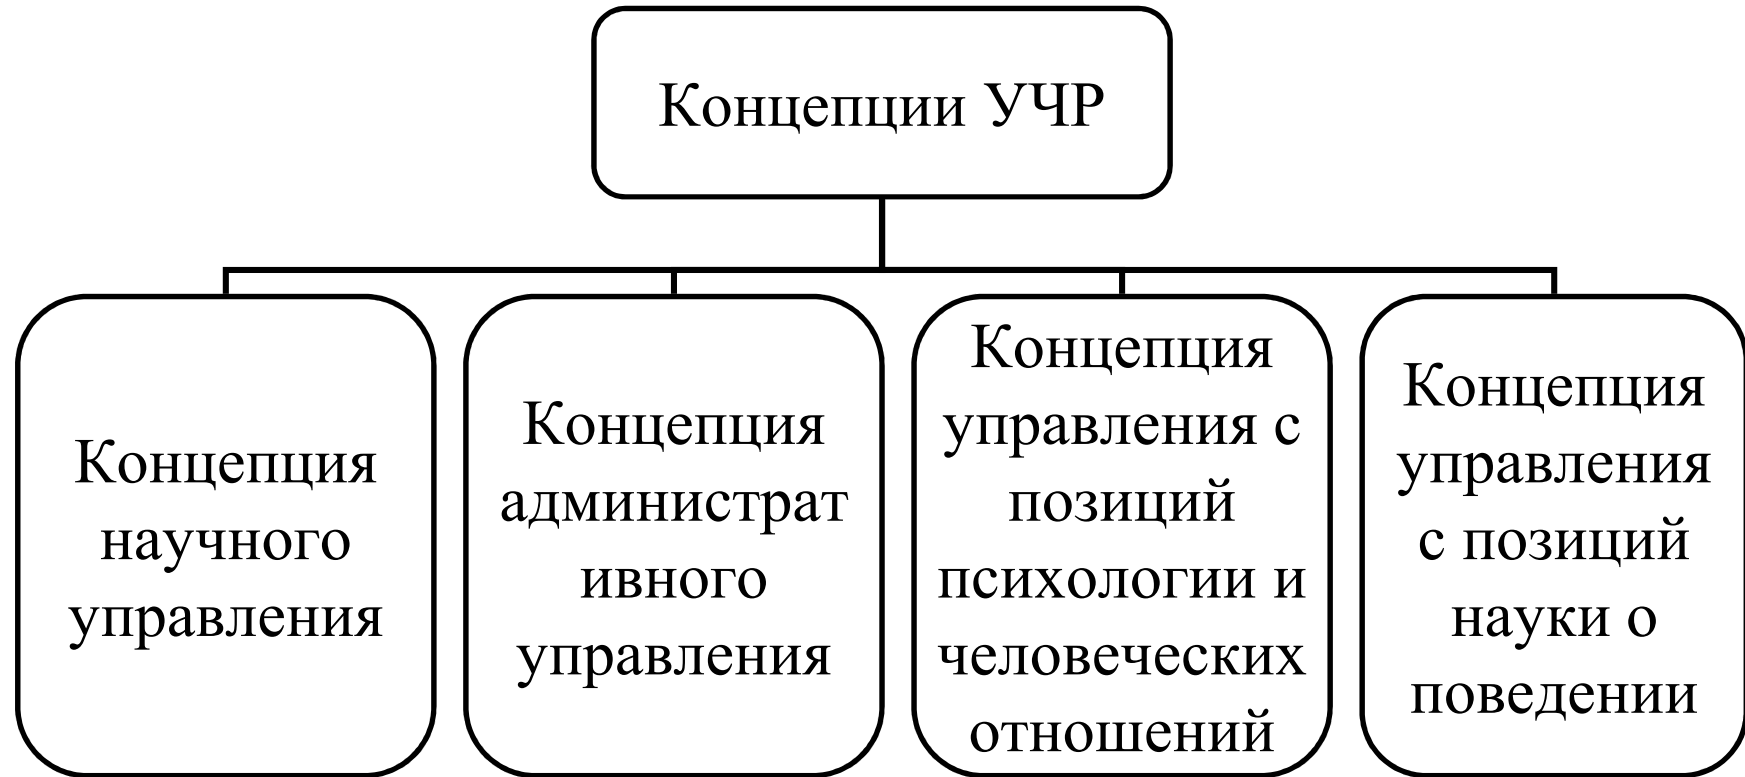 Концепции УЧР
Концепция
научного
управления
Концепция
администрат
ивного
управления
Концепция
управления с
позиций
психологии и
человеческих
отношений
Концепция
управления
с позиций
науки о
поведении